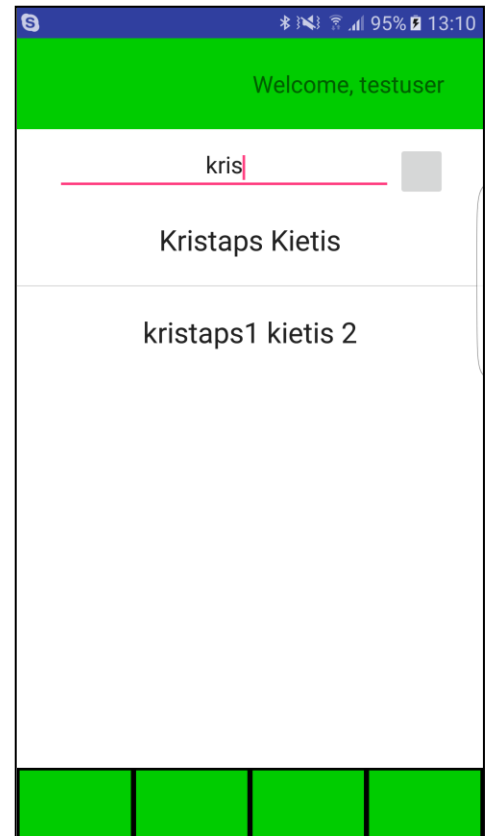 95% 13:10
Welcome, testuser
kris
Kristaps Kietis
kristaps1 kietis 2